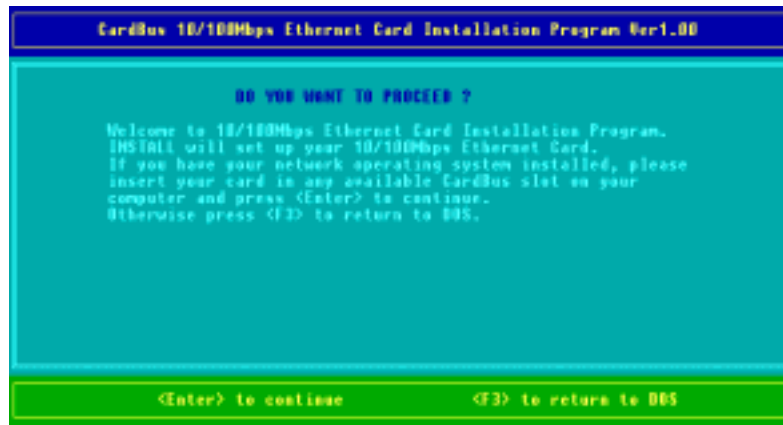 CardBus 10/100Mbps Ethernet Card Installation Program Ver1.00
DO YOU WANT TO PROCEED ?
Welcome to 10/100Mbps Ethernet Card Installation Program.
INSTALL will set up your 10/100Mbps Ethernet Card.
If you have your network operating system installed, please
insert your card in any available CardBus slot on your
computer and press <Enter> to continue.
Otherwise press <F3> to return to DOS.
<Enter> to continue <F3> to return to DOS